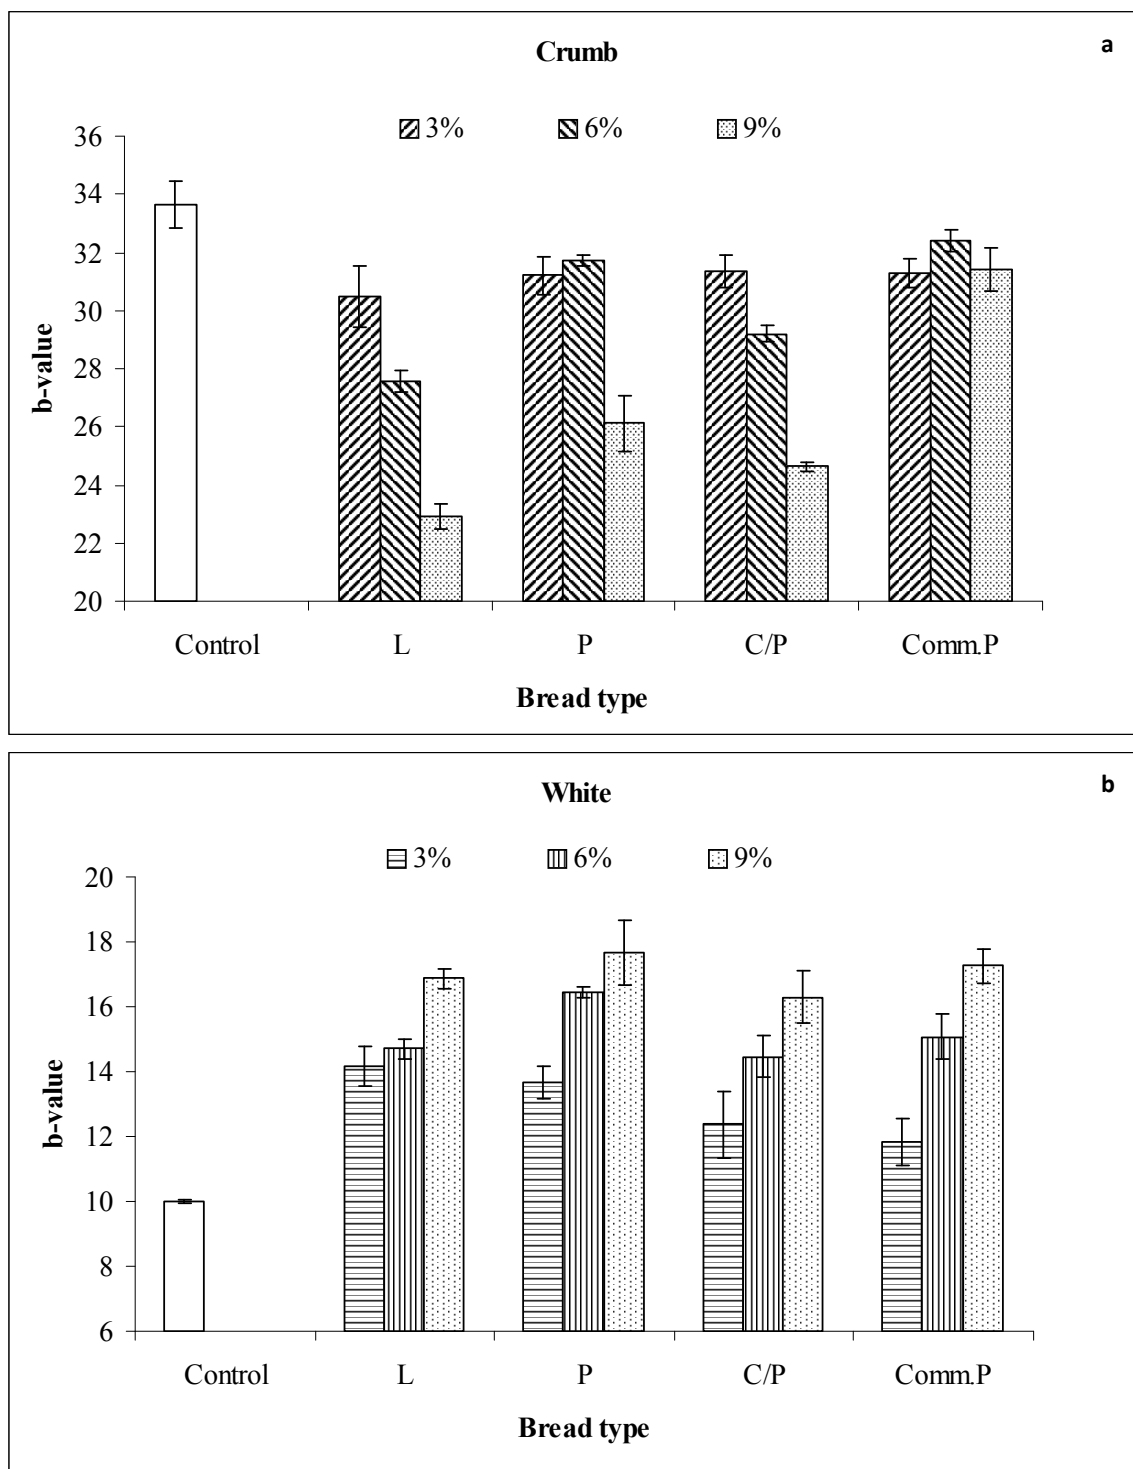 Crumb
a
3% 6% 9%
36
34
32
30
28
26
24
22
20
b-value
Control L P C/P Comm.P
Bread type
White
b
3% 6% 9%
20
18
16
14
12
10
8
6
b-value
Control L P C/P Comm.P
Bread type